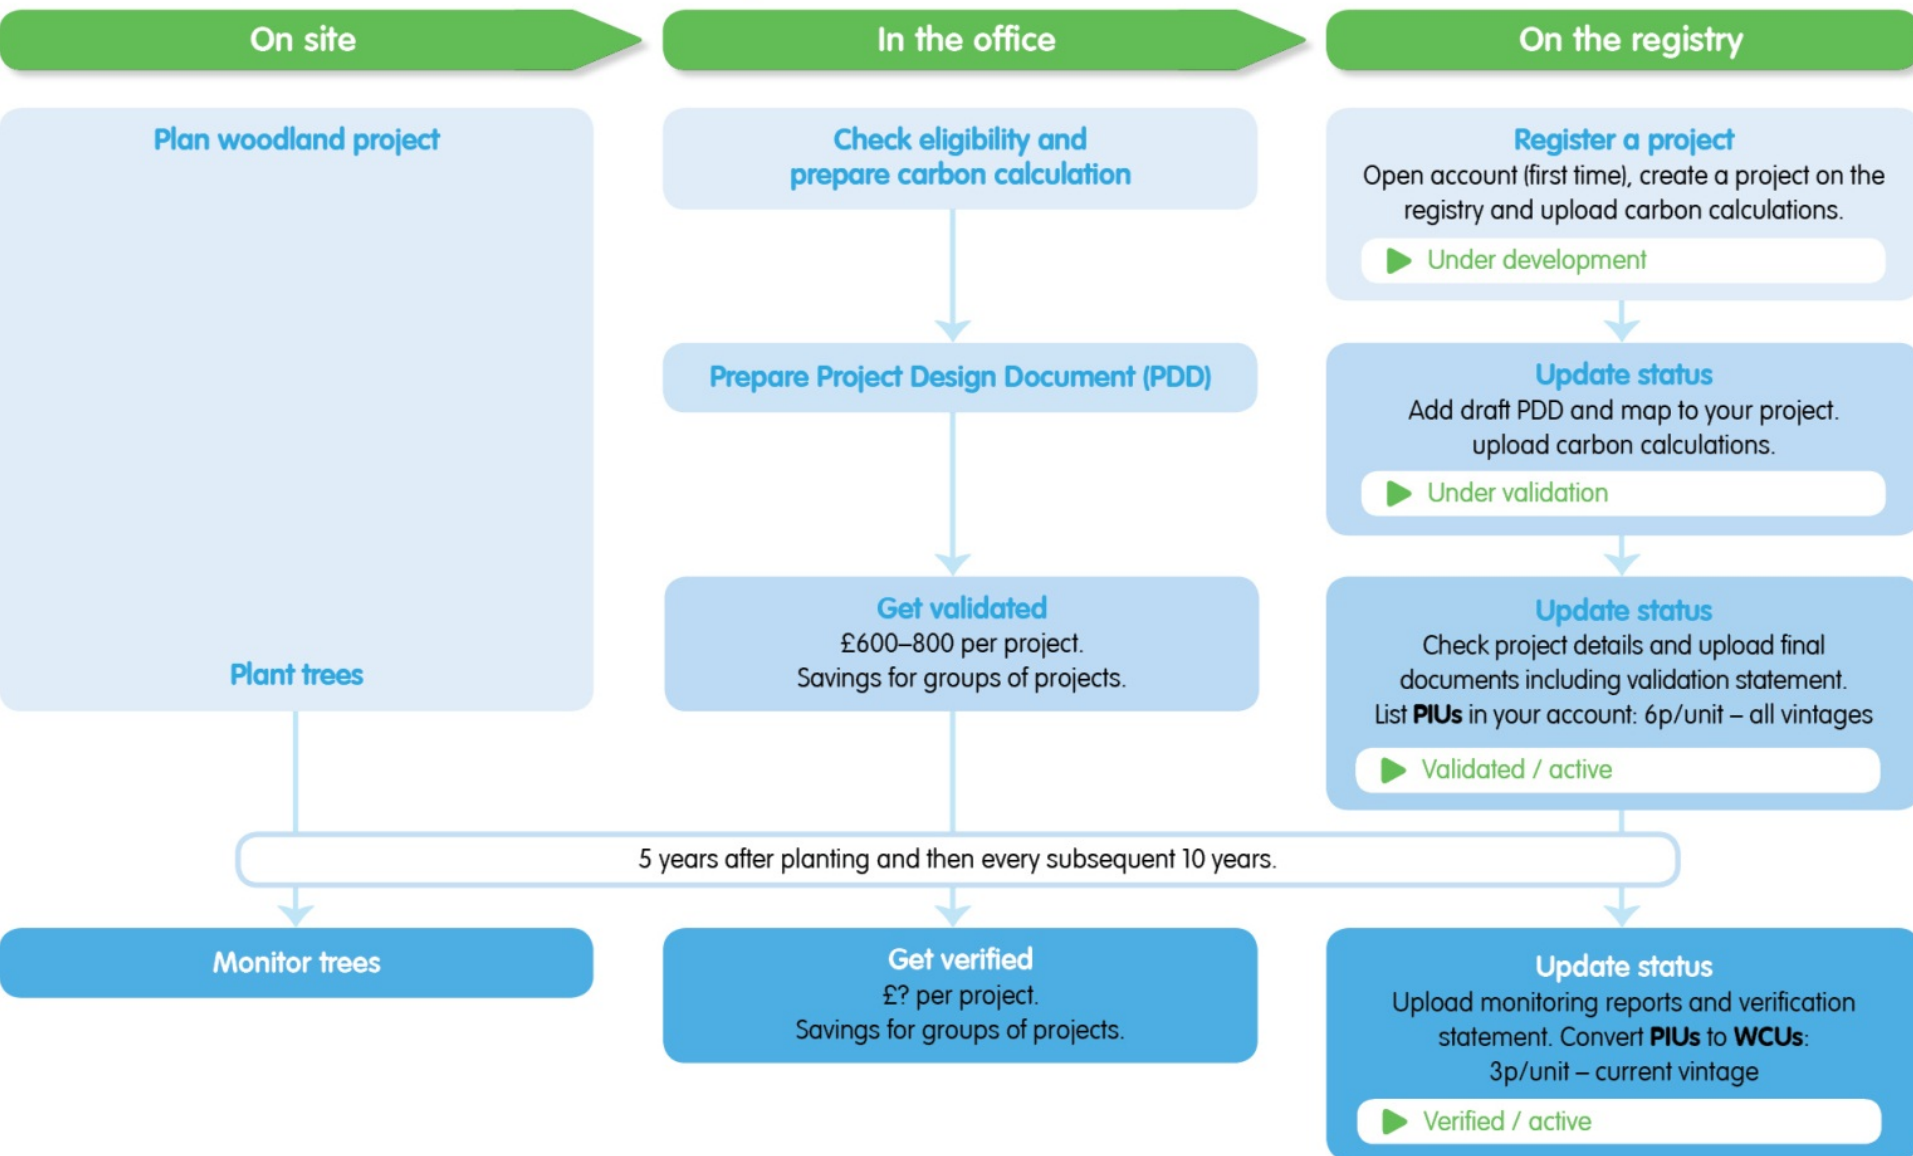 On site
In the office
On the registry
Plan woodland project
Plant trees
Check eligibility and
prepare carbon calculation
Prepare Project Design Document (PDD)
Get validated
£600–800 per project.
Savings for groups of projects.
Register a project
Open account (first time), create a project on the
registry and upload carbon calculations.
Under development
Update status
Add draft PDD and map to your project.
upload carbon calculations.
Under validation
Update status
Check project details and upload final
documents including validation statement.
List PIUs in your account: 6p/unit – all vintages
Validated / active
5 years after planting and then every subsequent 10 years.
Monitor trees
Get verified
£? per project.
Savings for groups of projects.
Update status
Upload monitoring reports and verification
statement. Convert PIUs to WCUs:
3p/unit – current vintage
Verified / active